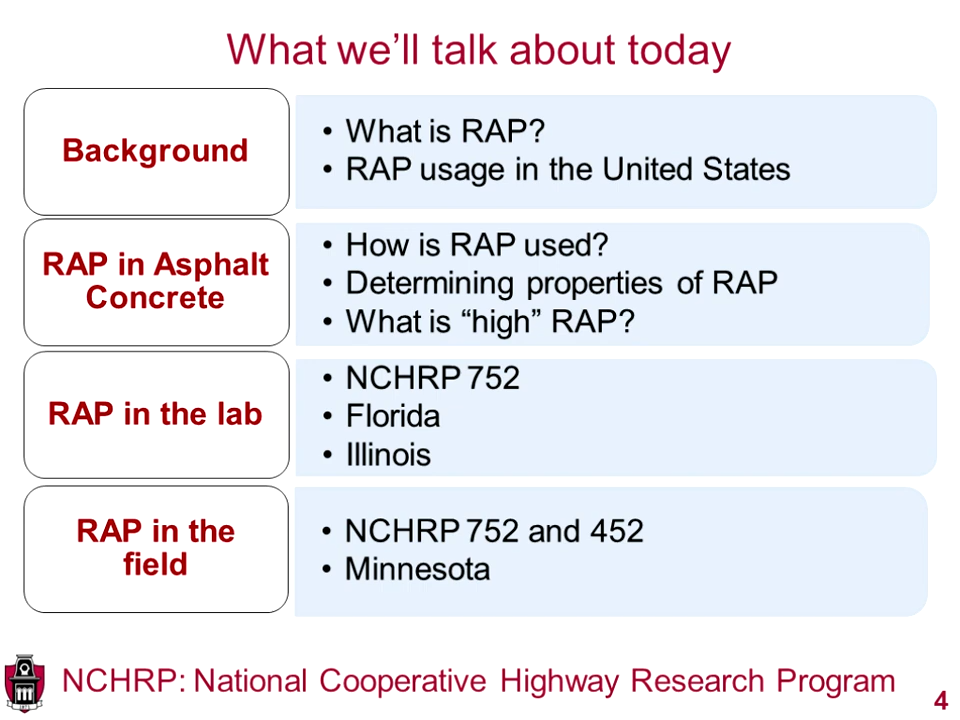 What we’ll talk about today
Background
• What is RAP?
• RAP usage in the United States
RAP in Asphalt
Concrete
• How is RAP used?
• Determining properties of RAP
• What is “high” RAP?
RAP in the lab
• NCHRP 752
• Florida
• Illinois
RAP in the
field
• NCHRP 752 and 452
• Minnesota
NCHRP: National Cooperative Highway Research Program
4